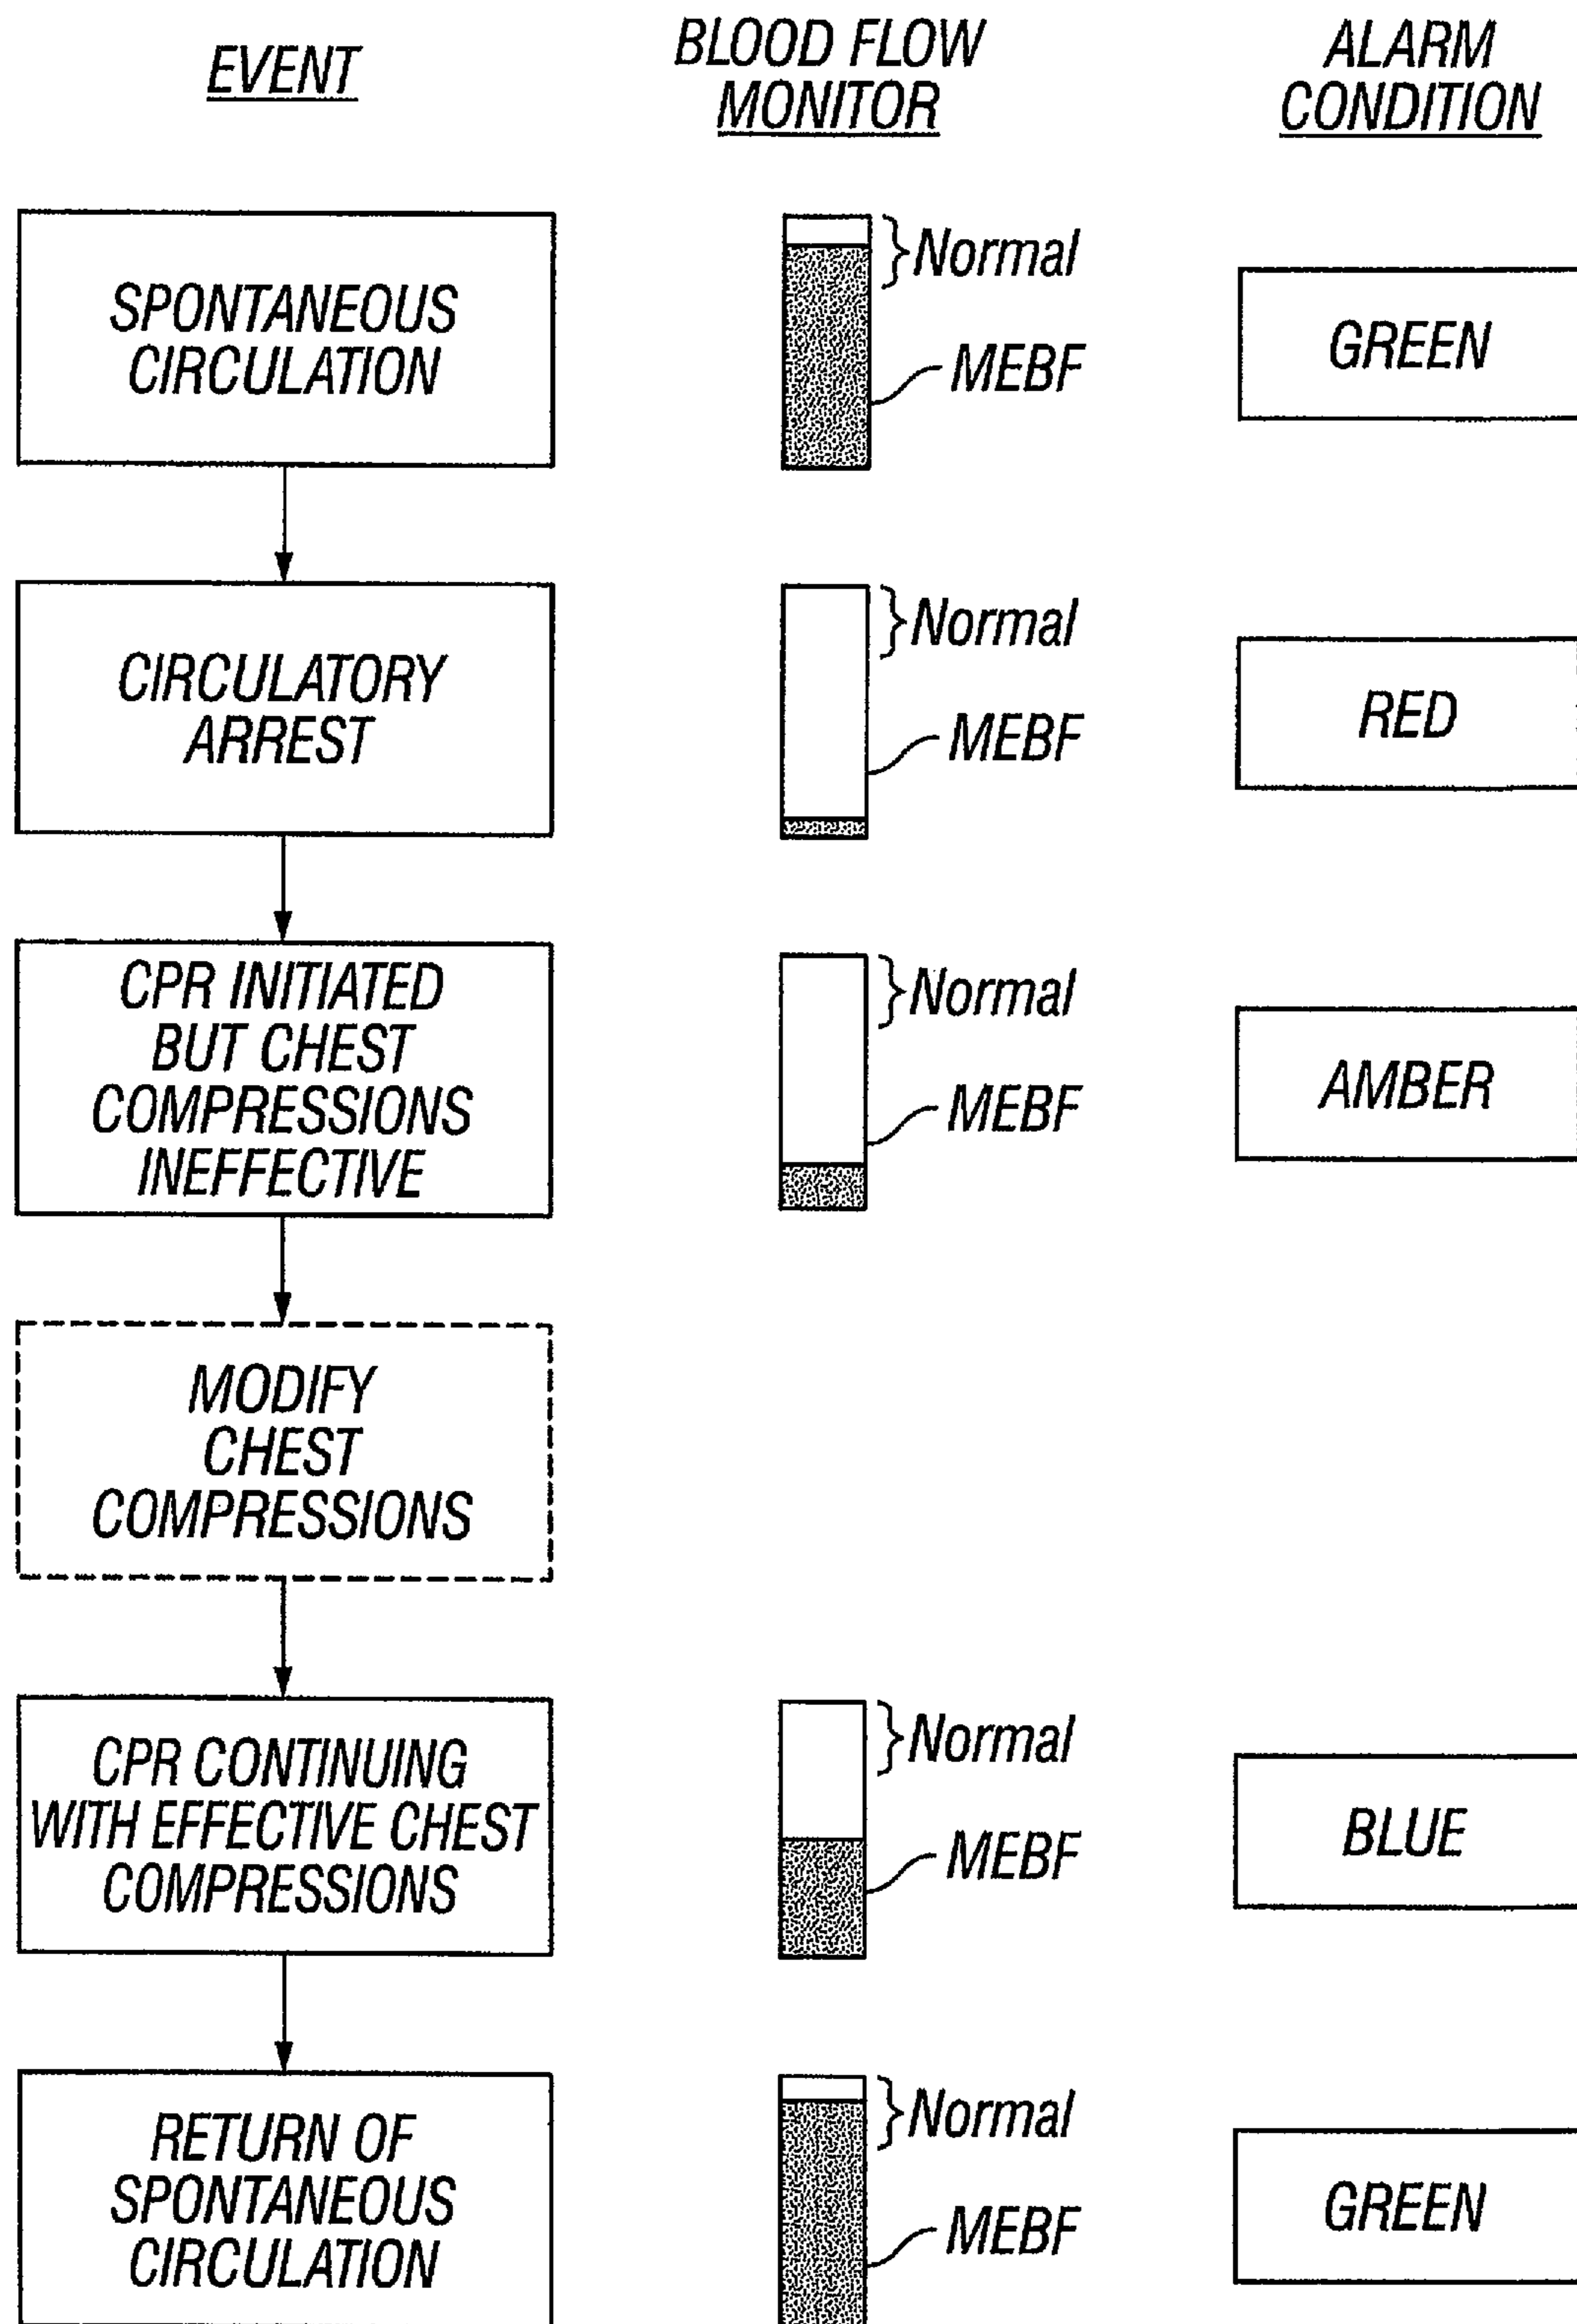 EVENT
BLOOD FLOW
MONITOR
ALARM
CONDITION
SPONTANEOUS
CIRCULATION
Normal
MEBF
GREEN
CIRCULATORY
ARREST
Normal
MEBF
RED
CPR INITIATED
BUT CHEST
COMPRESSIONS
INEFFECTIVE
Normal
MEBF
AMBER
MODIFY
CHEST
COMPRESSIONS
CPR CONTINUING
WITH EFFECTIVE CHEST
COMPRESSIONS
Normal
MEBF
BLUE
RETURN OF
SPONTANEOUS
CIRCULATION
Normal
MEBF
GREEN